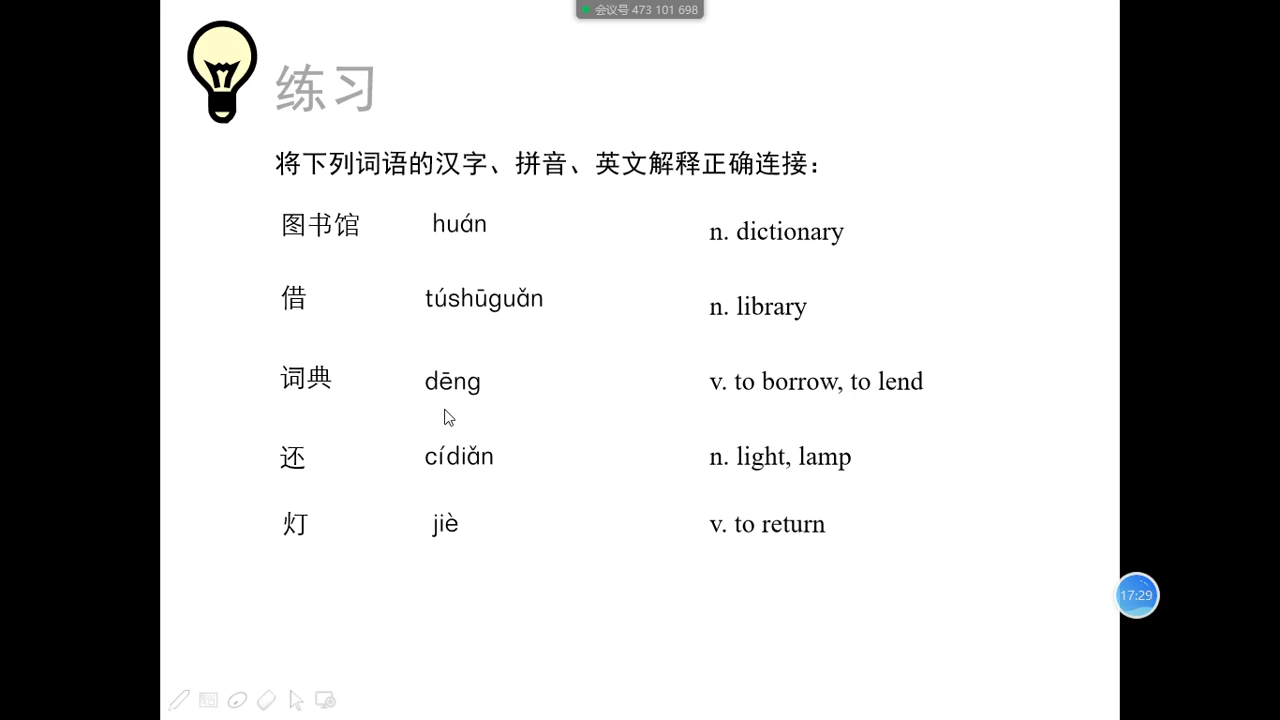 会议号 473 101 698
练习
将下列词语的汉字、拼音、英文解释正确连接：
图书馆 huán n. dictionary
借 túshūguǎn n. library
词典 dēng v. to borrow, to lend
还 cídiǎn n. light, lamp
灯 jiè v. to return
17:29